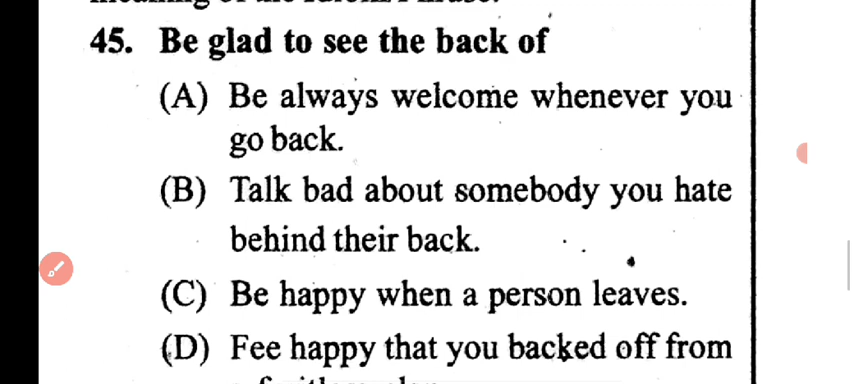 45. Be glad to see the back of
(A) Be always welcome whenever you
go back.
(B) Talk bad about somebody you hate
behind their back.
(C) Be happy when a person leaves.
(D) Fee happy that you backed off from